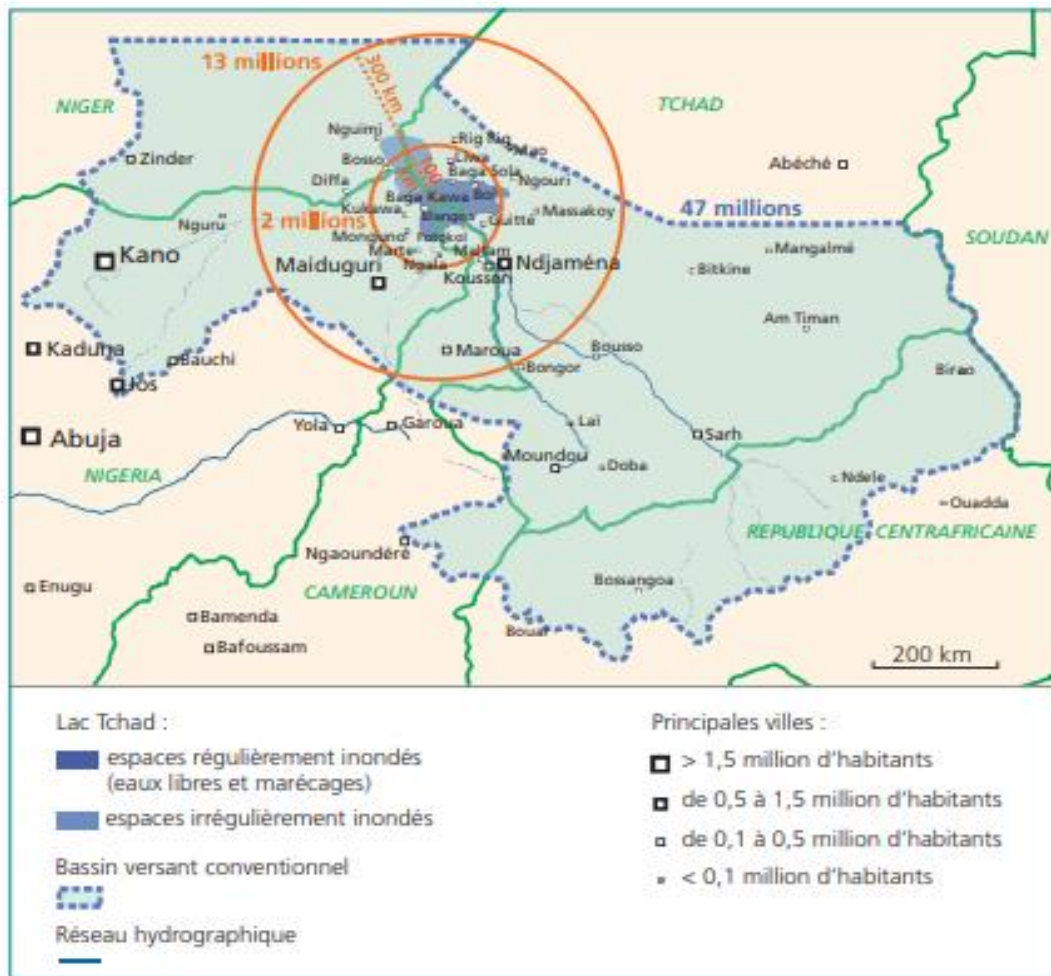 13 millions
300 km
NIGER
TCHAD
Nguimi
Rig Rig
Mao
Zinder
Liwa
Abéché
Bosso
100 km
Baga Sola
Diffa
Bol
Ngouri
Baga Kawa
47 millions
Kukawa
Blangoa
Massakoy
Nguru
2 millions
Guitté
SOUDAN
Monguno
Mangalmé
Kano
Marte
Maltam
Ngala
Ndjaména
Bitkine
Maiduguri
Kousseri
Am Timan
Kaduna
Maroua
Bousso
Bauchi
Bongor
Birao
Jos
Yola
Garoua
Laï
Abuja
Sarh
Moundou
Doba
NIGERIA
Ndele
Ouadda
REPUBLIQUE CENTRAFRICAINE
Ngaoundéré
Enugu
CAMEROUN
Bossangoa
Bamenda
Bouar
Bafoussam
200 km
Lac Tchad :
espaces régulièrement inondés
(eaux libres et marécages)
espaces irrégulièrement inondés
Bassin versant conventionnel
Réseau hydrographique
Principales villes :
> 1,5 million d’habitants
de 0,5 à 1,5 million d’habitants
de 0,1 à 0,5 million d’habitants
< 0,1 million d’habitants